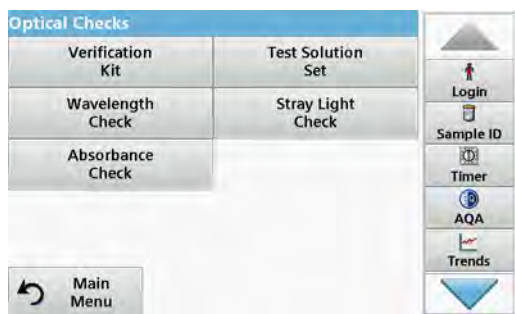 Optical Checks
Verification
Kit
Test Solution
Set
Wavelength
Check
Stray Light
Check
Absorbance
Check
Main
Menu
Login
Sample ID
Timer
AQA
Trends